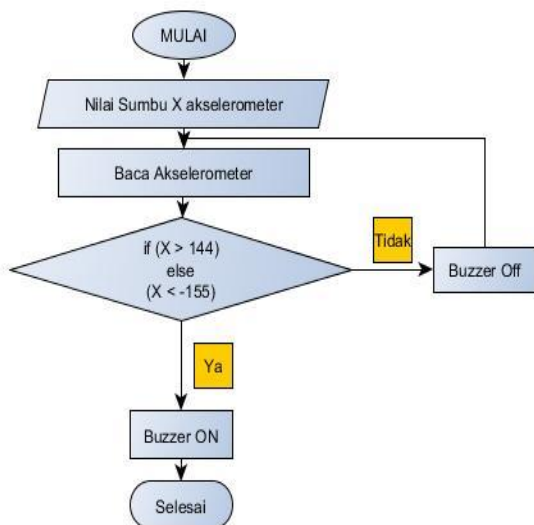 MULAI
Nilai Sumbu X akselerometer
Baca Akselerometer
if (X > 144)
else
(X < -155)
Tidak
Buzzer Off
Ya
Buzzer ON
Selesai